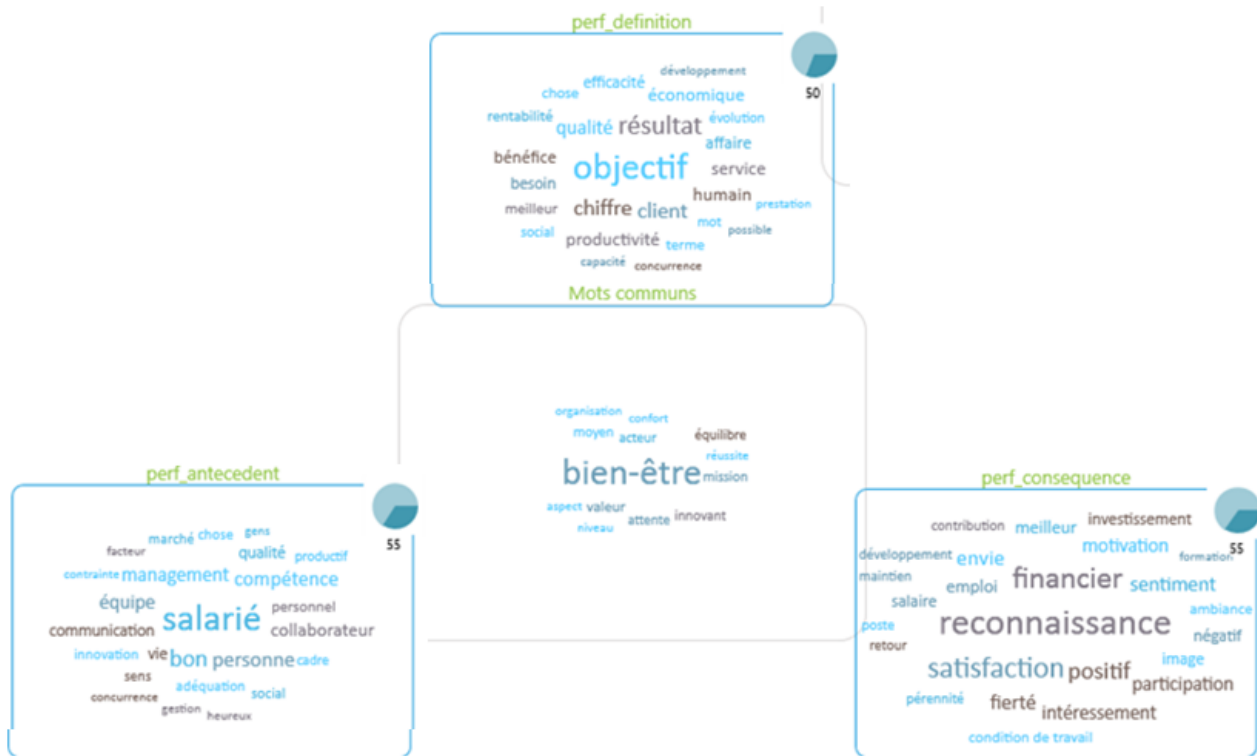 perf_definition
développement
efficacité
chose
économique
50
rentabilité
qualité
résultat
évolution
affaire
bénéfice
objectif
service
besoin
humain
meilleur
chiffre
client
prestation
mot
possible
social
productivité
terme
capacité
concurrence
Mots communs
organisation
confort
moyen
acteur
équilibre
réussite
bien-être
mission
aspect
valeur
attente
innovant
niveau
perf_antecedent
gens
chose
marché
facteur
qualité
productif
55
contrainte
management
compétence
équipe
salarié
personnel
communication
collaborateur
innovation
vie
bon
personne
cadre
sens
adéquation
social
concurrence
gestion
heureux
perf_consequence
contribution
meilleur
investissement
motivation
55
développement
envie
formation
maintien
emploi
financier
sentiment
salaire
ambiance
poste
reconnaissance
négatif
retour
satisfaction
positif
image
participation
pérennité
fierté
intéressement
condition de travail